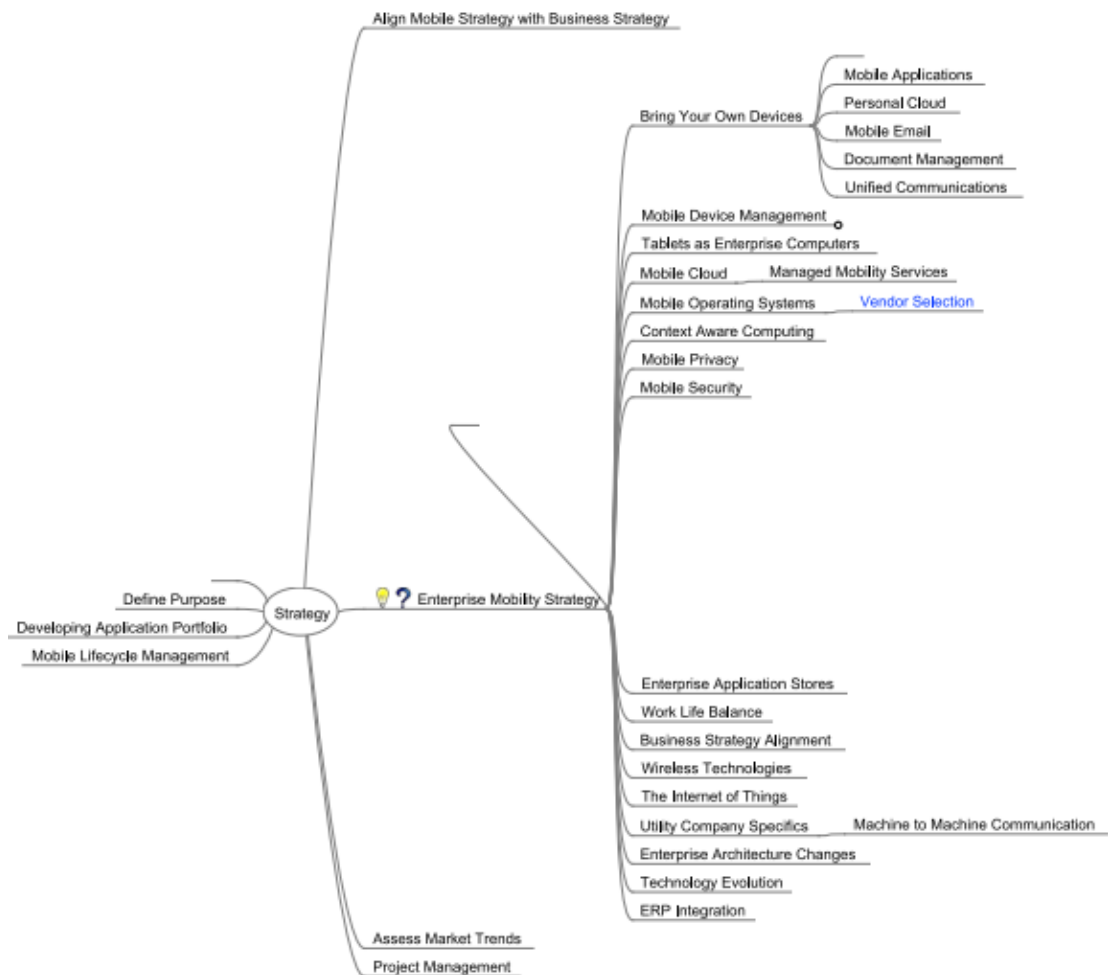 Align Mobile Strategy with Business Strategy
Mobile Applications
Personal Cloud
Bring Your Own Devices
Mobile Email
Document Management
Unified Communications
Mobile Device Management
Tablets as Enterprise Computers
Mobile Cloud
Managed Mobility Services
Mobile Operating Systems
Vendor Selection
Context Aware Computing
Mobile Privacy
Mobile Security
Define Purpose
Developing Application Portfolio
Mobile Lifecycle Management
Strategy
Enterprise Mobility Strategy
Enterprise Application Stores
Work Life Balance
Business Strategy Alignment
Wireless Technologies
The Internet of Things
Utility Company Specifics
Machine to Machine Communication
Enterprise Architecture Changes
Technology Evolution
ERP Integration
Assess Market Trends
Project Management